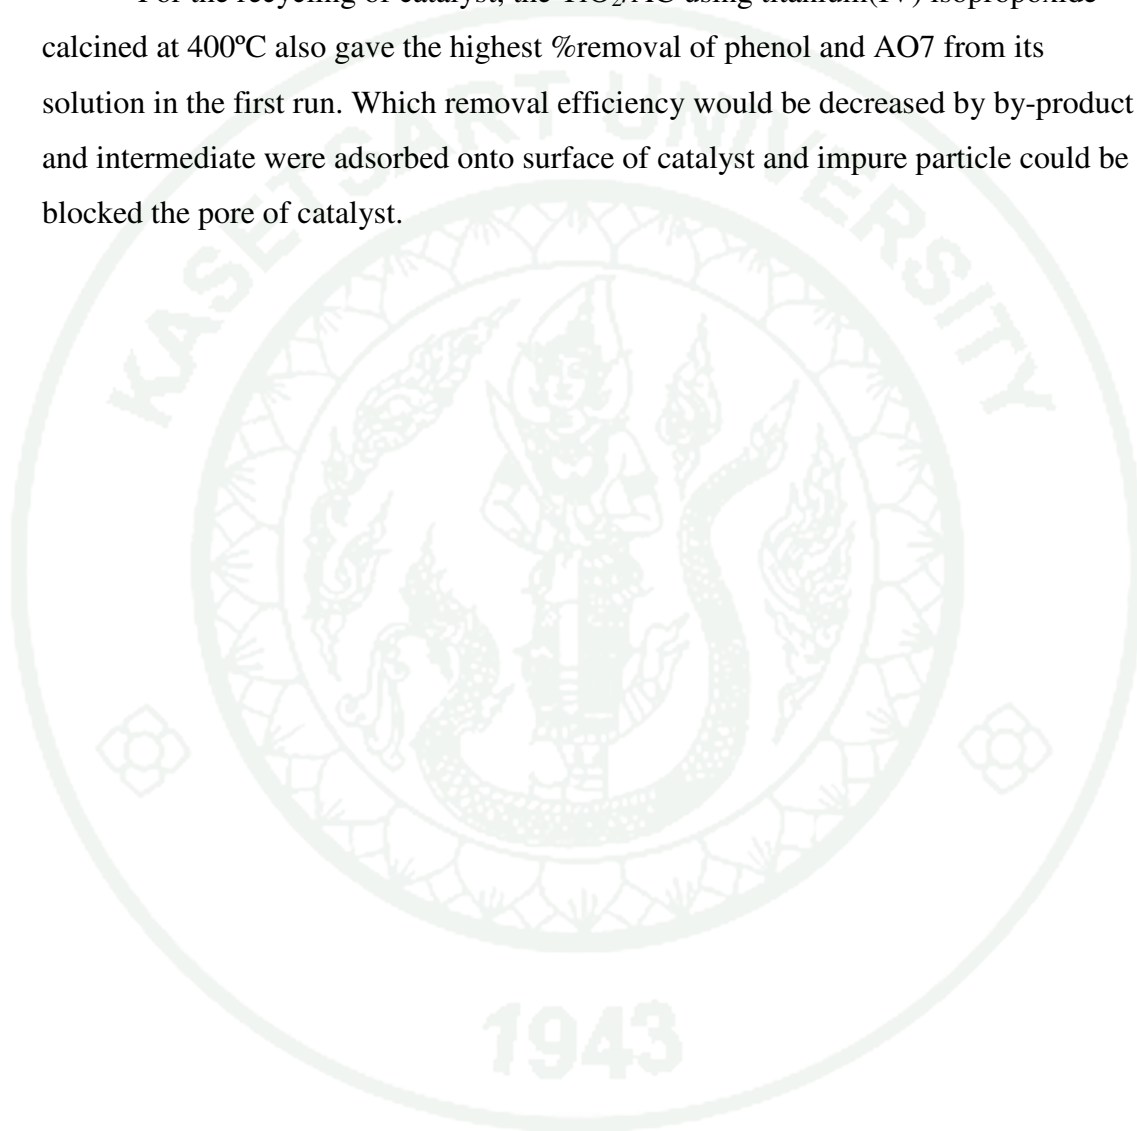 For the recycling of catalyst, the TiO2/AC using titanium(IV) isopropoxide
calcined at 400ºC also gave the highest %removal of phenol and AO7 from its
solution in the first run. Which removal efficiency would be decreased by by-product
and intermediate were adsorbed onto surface of catalyst and impure particle could be
blocked the pore of catalyst.
KASETSART UNIVERSITY
1943